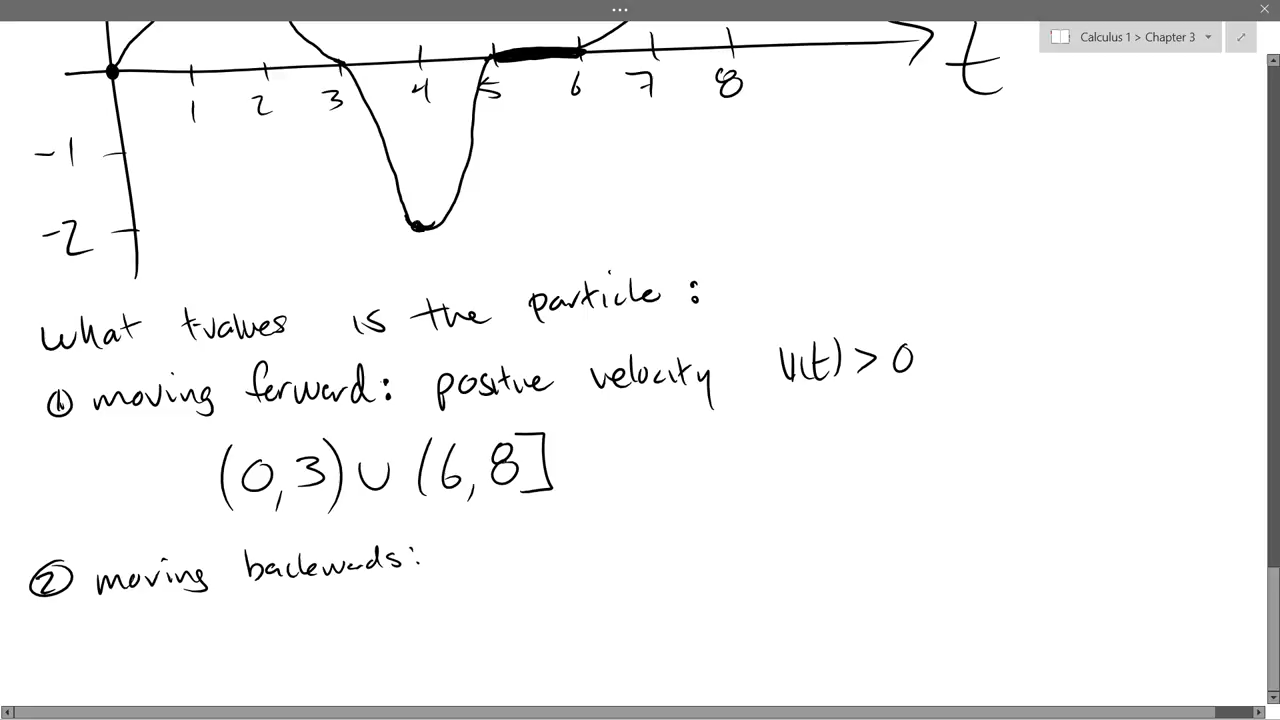 Calculus 1 > Chapter 3
t
1 2 3 4 5 6 7 8
-1
-2
What t-values is the particle:
① moving forward: positive velocity V(t) > 0
(0,3) ∪ (6,8]
② moving backwards: